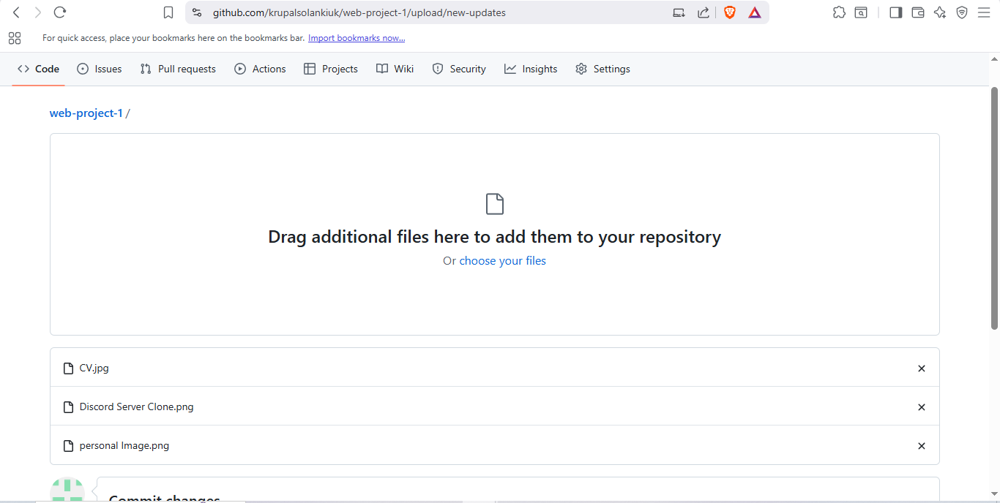 github.com/krupalsolankiuk/web-project-1/upload/new-updates
For quick access, place your bookmarks here on the bookmarks bar. Import bookmarks now...
Code Issues Pull requests Actions Projects Wiki Security Insights Settings
web-project-1 /
Drag additional files here to add them to your repository
Or choose your files
CV.jpg
Discord Server Clone.png
personal Image.png
Commit changes